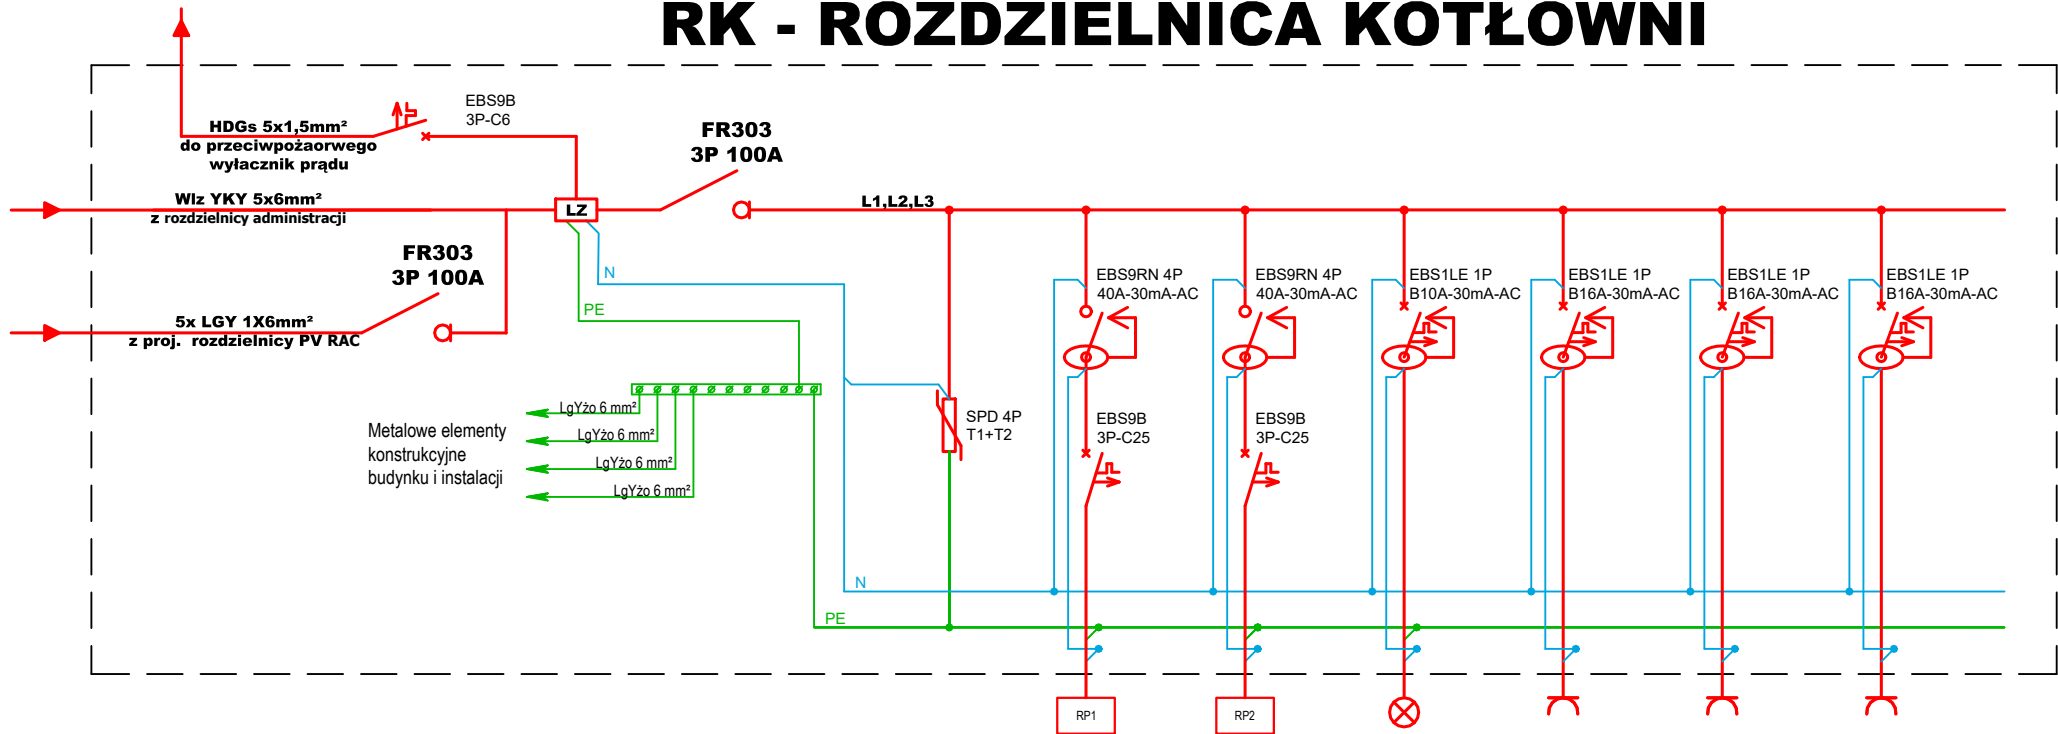 RK - ROZDZIELNICA KOTŁOWNI
EBS9B
3P-C6
HDGs 5x1,5mm²
do przeciwpożaorwego
wyłacznik prądu
FR303
3P 100A
Wlz YKY 5x6mm²
z rozdzielnicy administracji
LZ
L1,L2,L3
FR303
3P 100A
N
PE
5x LGY 1X6mm²
z proj. rozdzielnicy PV RAC
EBS9RN 4P
40A-30mA-AC
EBS9RN 4P
40A-30mA-AC
EBS1LE 1P
B10A-30mA-AC
EBS1LE 1P
B16A-30mA-AC
EBS1LE 1P
B16A-30mA-AC
EBS1LE 1P
B16A-30mA-AC
LgYżo 6 mm²
LgYżo 6 mm²
LgYżo 6 mm²
LgYżo 6 mm²
Metalowe elementy
konstrukcyjne
budynku i instalacji
SPD 4P
T1+T2
EBS9B
3P-C25
EBS9B
3P-C25
N
PE
RP1
RP2